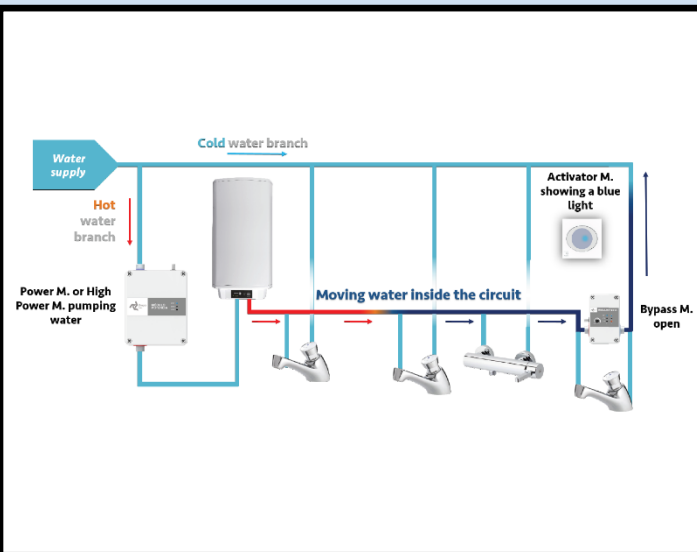 Cold water branch
Water
supply
Hot
water
branch
Activator M.
showing a blue
light
Power M. or High
Power M. pumping
water
Moving water inside the circuit
Bypass M.
open